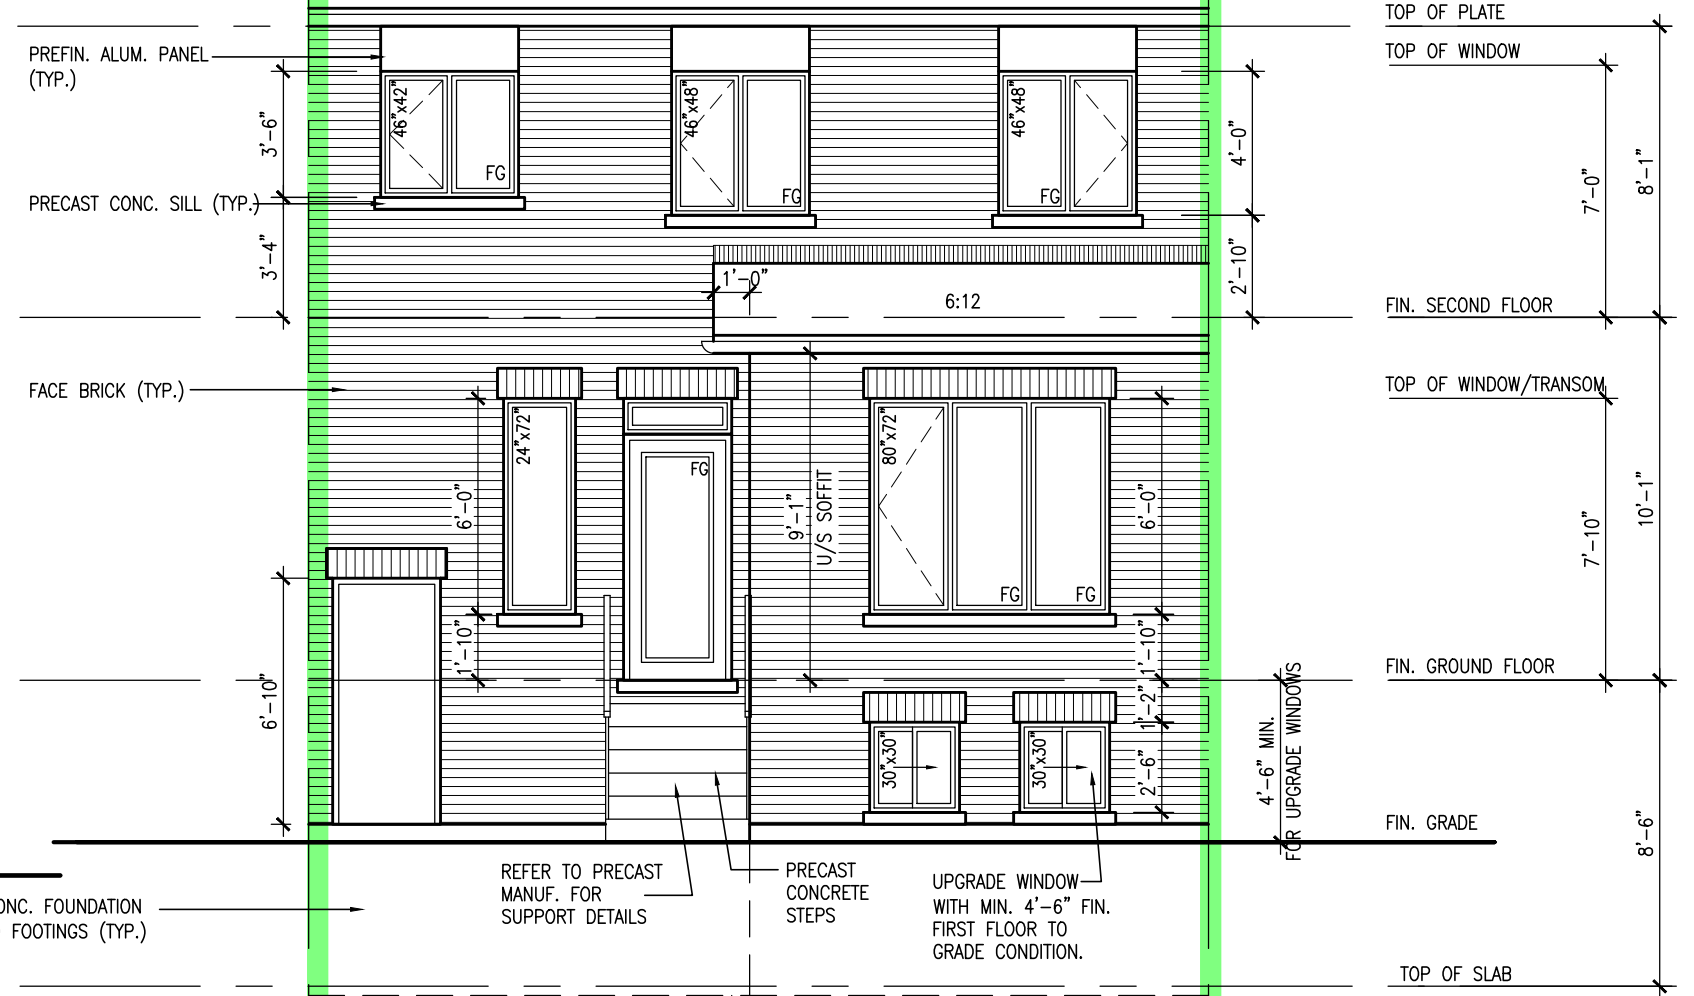 TOP OF PLATE
PREFIN. ALUM. PANEL
(TYP.)
TOP OF WINDOW
46"x42"
46"x48"
46"x48"
3'-6"
4'-0"
7'-0"
8'-1"
FG
FG
FG
PRECAST CONC. SILL (TYP.)
3'-4"
1'-0"
6:12
2'-10"
FIN. SECOND FLOOR
FACE BRICK (TYP.)
TOP OF WINDOW/TRANSOM
24"x72"
FG
80"x72"
6'-0"
9'-1"
U/S SOFFIT
6'-0"
7'-10"
10'-1"
FG
FG
1'-10"
1'-10"
FIN. GROUND FLOOR
6'-10"
1'-2"
30"x30"
30"x30"
2'-6"
4'-6" MIN.
FOR UPGRADE WINDOWS
FIN. GRADE
8'-6"
REFER TO PRECAST
MANUF. FOR
SUPPORT DETAILS
PRECAST
CONCRETE
STEPS
UPGRADE WINDOW
WITH MIN. 4'-6" FIN.
FIRST FLOOR TO
GRADE CONDITION.
ONC. FOUNDATION
FOOTINGS (TYP.)
TOP OF SLAB